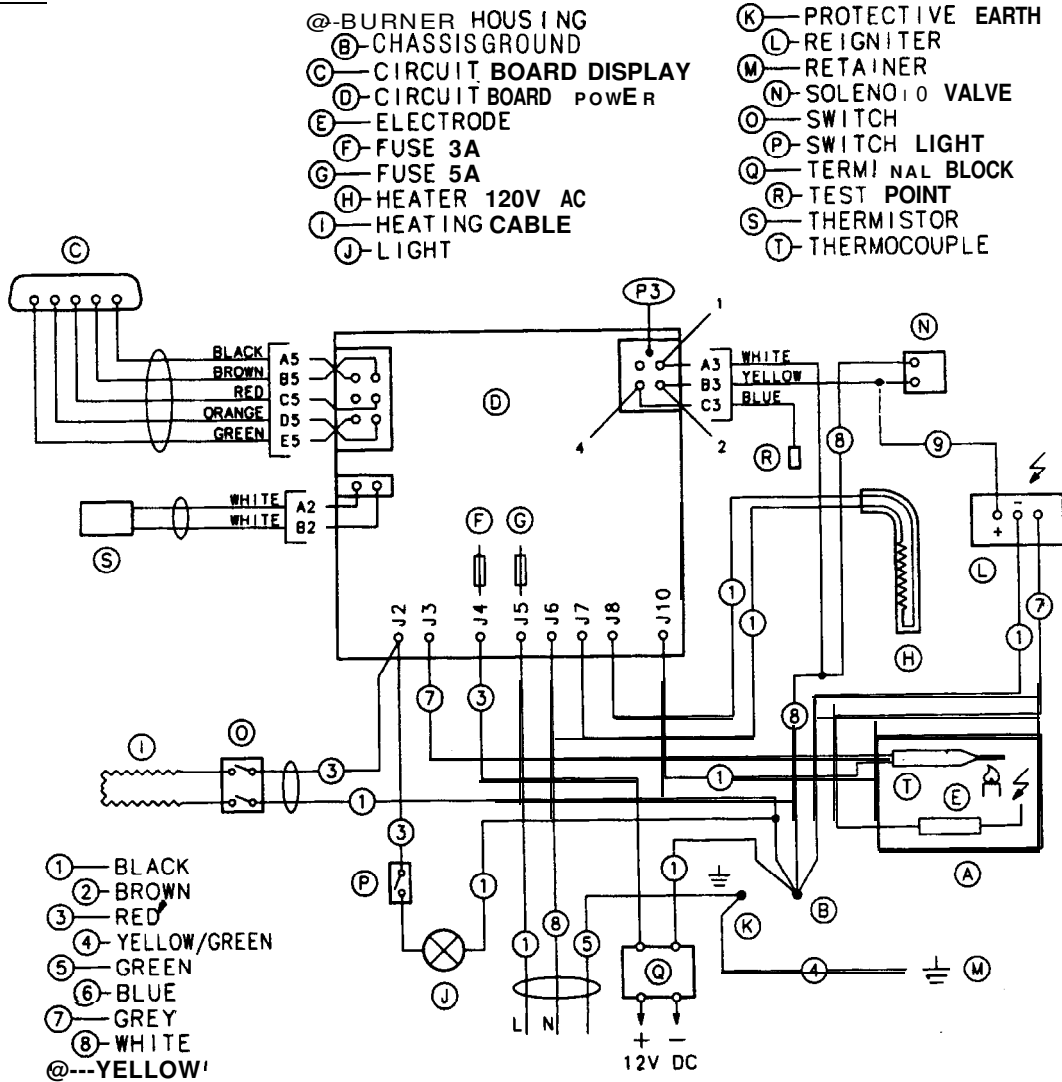 @-BURNER HOUSING
B CHASSIS GROUND
C CIRCUIT BOARD DISPLAY
D CIRCUIT BOARD POWER
E ELECTRODE
F FUSE 3A
G FUSE 5A
H HEATER 120V AC
I HEATING CABLE
J LIGHT
K PROTECTIVE EARTH
L REIGNITER
M RETAINER
N SOLENOIO VALVE
O SWITCH
P SWITCH LIGHT
Q TERMINAL BLOCK
R TEST POINT
S THERMISTOR
T THERMOCOUPLE
C
P3
1
N
BLACK A5
BROWN B5
RED C5
ORANGE D5
GREEN E5
D
A3 WHITE
B3 YELLOW
C3 BLUE
4
2
R
8
9
WHITE A2
WHITE B2
S
F
G
- +
L
J2
J3
J4
J5
J6
J7
J8
J10
1
1
1
7
H
7
3
8
I
O
3
1
1
T
E
A
3
P
1
J
1
8
5
1
K
B
Q
4
M
L N
+ -
12V DC
1 BLACK
2 BROWN
3 RED
4 YELLOW/GREEN
5 GREEN
6 BLUE
7 GREY
8 WHITE
@---YELLOW'